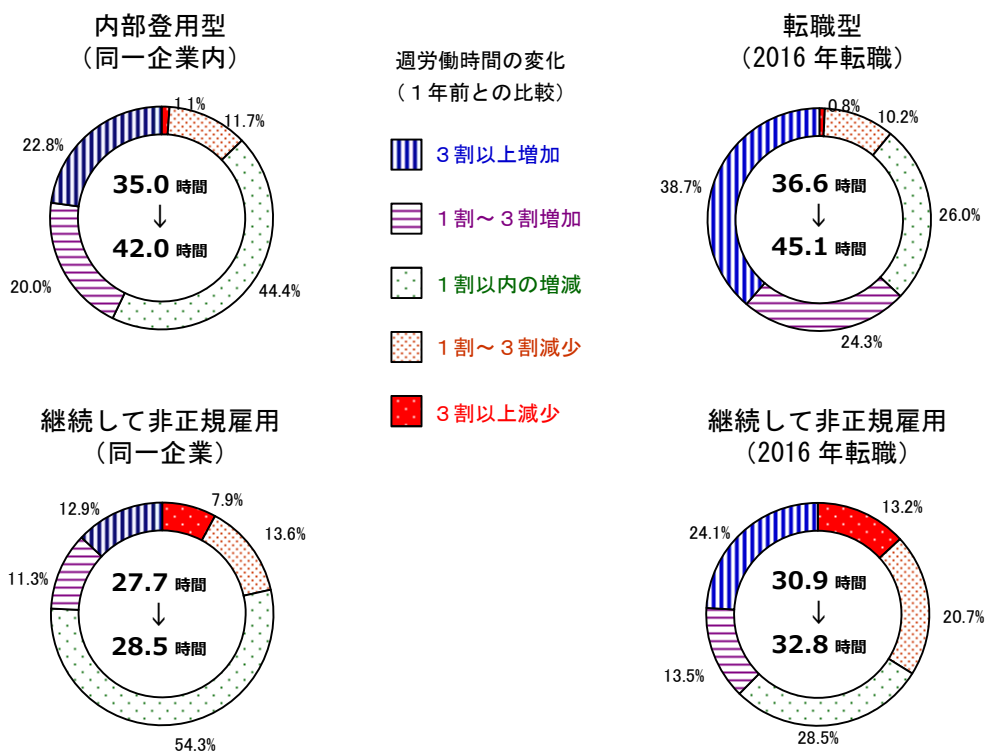 内部登用型
（同一企業内）
1.1%
11.7%
22.8%
35.0 時間
↓
42.0 時間
20.0%
44.4%
週労働時間の変化
（１年前との比較）
３割以上増加
１割～３割増加
１割以内の増減
１割～３割減少
３割以上減少
転職型
（2016 年転職）
0.8%
10.2%
38.7%
36.6 時間
↓
45.1 時間
26.0%
24.3%
継続して非正規雇用
（同一企業）
12.9%
7.9%
13.6%
11.3%
27.7 時間
↓
28.5 時間
54.3%
継続して非正規雇用
（2016 年転職）
24.1%
13.2%
30.9 時間
↓
32.8 時間
20.7%
13.5%
28.5%